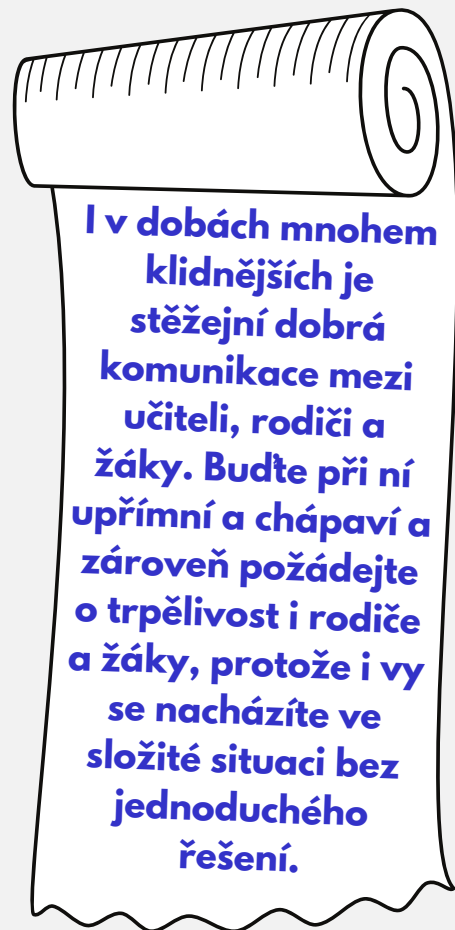 I v dobách mnohem
klidnějších je
stěžejní dobrá
komunikace mezi
učiteli, rodiči a
žáky. Buďte při ní
upřímní a chápaví a
zároveň požádejte
o trpělivost i rodiče
a žáky, protože i vy
se nacházíte ve
složité situaci bez
jednoduchého
řešení.